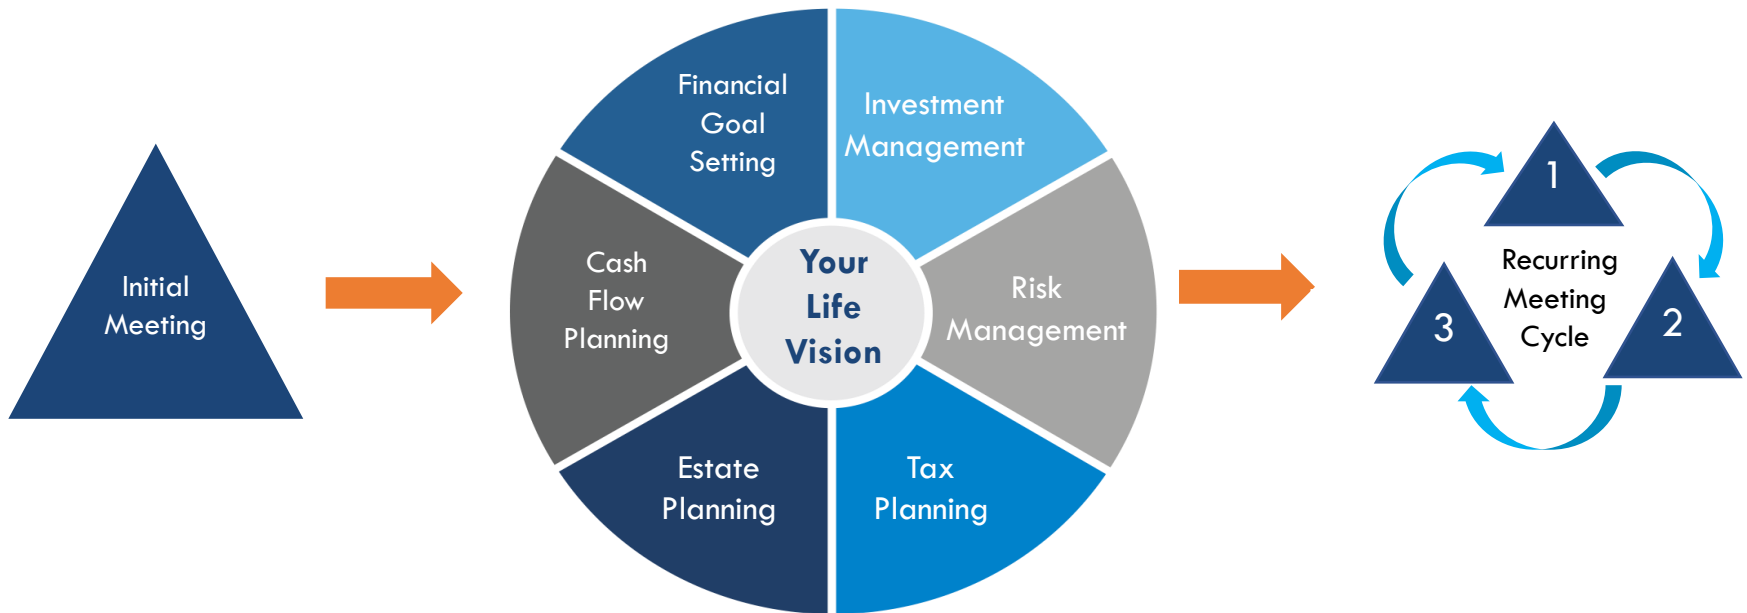 Initial
Meeting
Financial
Goal
Setting
Investment
Management
Cash
Flow
Planning
Your
Life
Vision
Risk
Management
Estate
Planning
Tax
Planning
1
Recurring
Meeting
Cycle
2
3